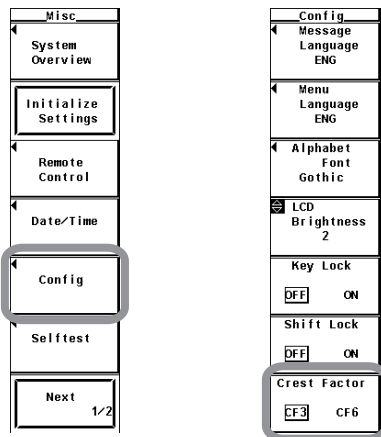 Misc
System
Overview
Initialize
Settings
Remote
Control
Date/Time
Config
Selftest
Next
1/2
Config
Message
Language
ENG
Menu
Language
ENG
Alphabet
Font
Gothic
LCD
Brightness
2
Key Lock
OFF ON
Shift Lock
OFF ON
Crest Factor
CF3 CF6